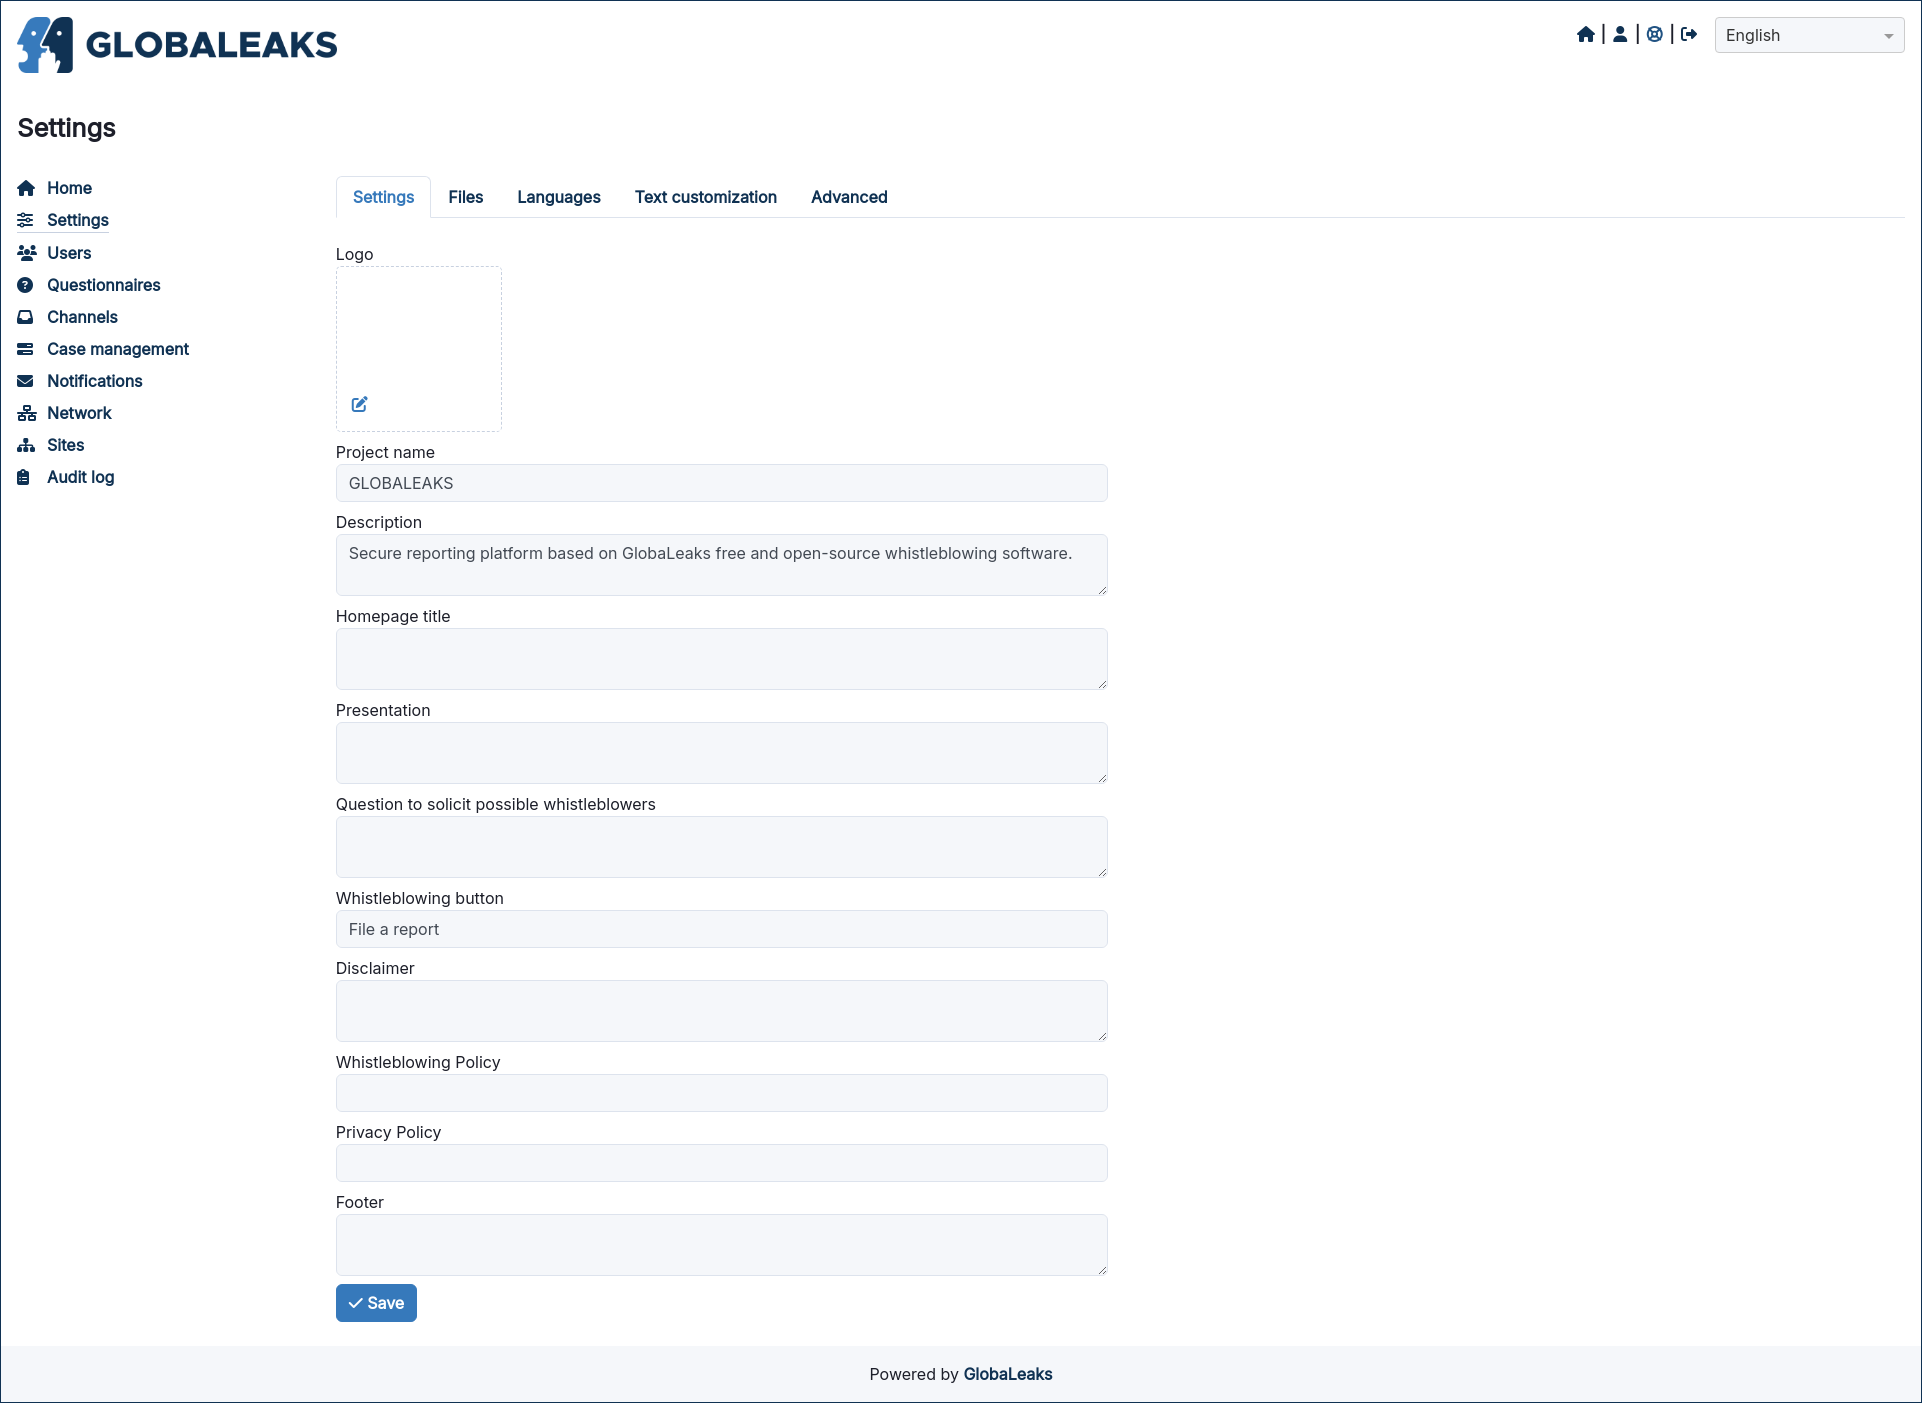 GLOBALEAKS
| | | English
Settings
Home
Settings
Users
Questionnaires
Channels
Case management
Notifications
Network
Sites
Audit log
Settings Files Languages Text customization Advanced
Logo
Project name
GLOBALEAKS
Description
Secure reporting platform based on GlobaLeaks free and open-source whistleblowing software.
Homepage title
Presentation
Question to solicit possible whistleblowers
Whistleblowing button
File a report
Disclaimer
Whistleblowing Policy
Privacy Policy
Footer
Save
Powered by GlobaLeaks